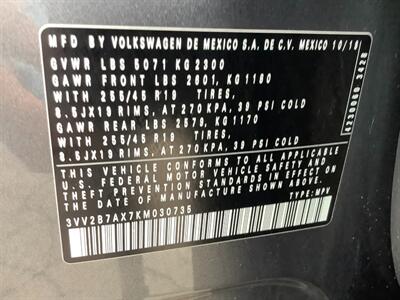 MFD BY VOLKSWAGEN DE MEXICO S.A. DE C.V. MEXICO 10/18
GVWR LBS 5071 KG 2300
GAWR FRONT LBS 2601, KG 1180
WITH 255/45 R19 TIRES,
8.5JX19 RIMS, AT 270 KPA, 39 PSI COLD
GAWR REAR LBS 2579, KG 1170
WITH 255/45 R19 TIRES,
8.5JX19 RIMS, AT 270 KPA, 39 PSI COLD
THIS VEHICLE CONFORMS TO ALL APPLICABLE
U.S. FEDERAL MOTOR VEHICLE SAFETY AND
THEFT PREVENTION STANDARDS IN EFFECT ON
THE DATE OF MANUFACTURE SHOWN ABOVE
3VV2B7AX7KM030735 TYPE: MPV